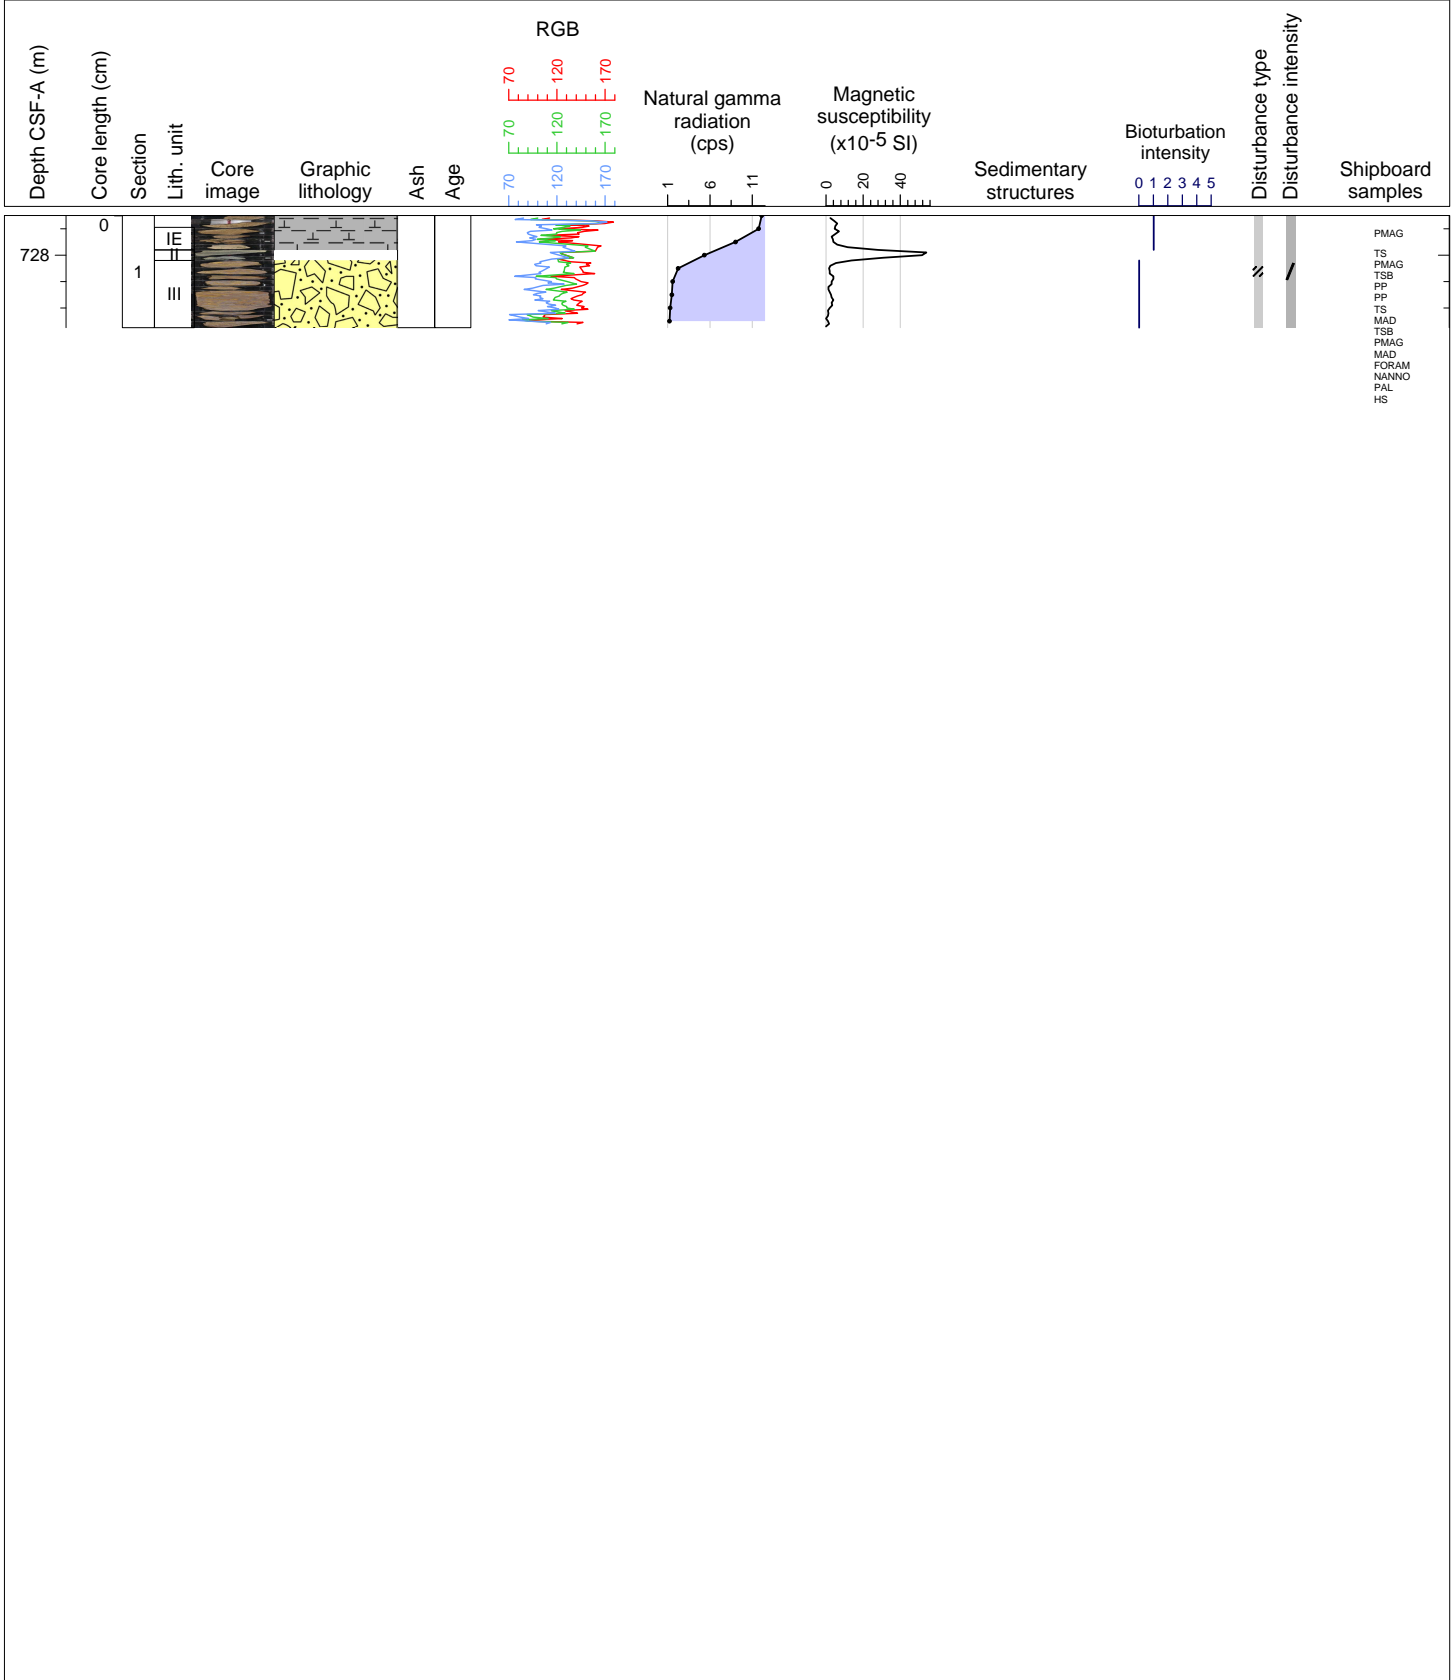 Depth CSF-A (m)
Core length (cm)
Section
Lith. unit
Core
image
Graphic
lithology
Ash
Age
RGB
70 120 170
70 120 170
70 120 170
Natural gamma
radiation
(cps)
1 6 11
Magnetic
susceptibility
(x10-5 SI)
0 20 40
Sedimentary
structures
Bioturbation
intensity
0 1 2 3 4 5
Disturbance type
Disturbance intensity
Shipboard
samples
0
728
1
IE
II
III
PMAG
TS
PMAG
TSB
PP
PP
TS
MAD
TSB
PMAG
MAD
FORAM
NANNO
PAL
HS